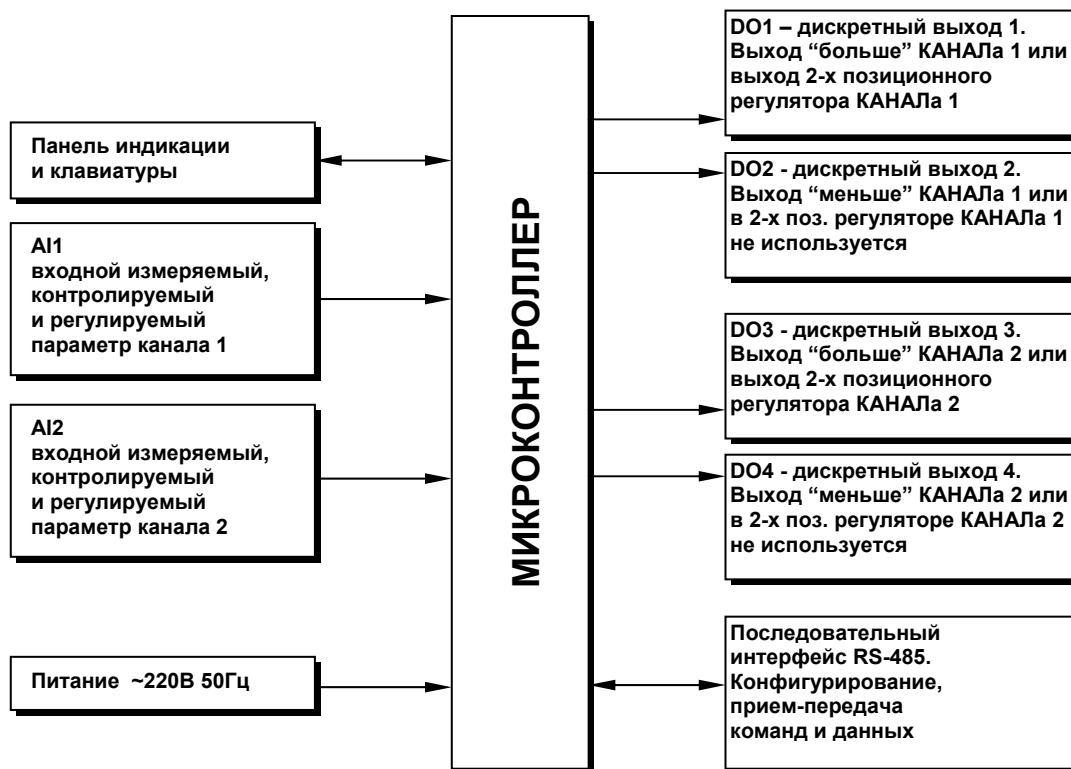 Панель индикации
и клавиатуры
AI1
входной измеряемый,
контролируемый
и регулируемый
параметр канала 1
AI2
входной измеряемый,
контролируемый
и регулируемый
параметр канала 2
Питание ~220В 50Гц
МИКРОКОНТРОЛЛЕР
DO1 – дискретный выход 1.
Выход “больше” КАНАЛа 1 или
выход 2-х позиционного
регулятора КАНАЛа 1
DO2 - дискретный выход 2.
Выход “меньше” КАНАЛа 1 или
в 2-х поз. регуляторе КАНАЛа 1
не используется
DO3 - дискретный выход 3.
Выход “больше” КАНАЛа 2 или
выход 2-х позиционного
регулятора КАНАЛа 2
DO4 - дискретный выход 4.
Выход “меньше” КАНАЛа 2 или
в 2-х поз. регуляторе КАНАЛа 2
не используется
Последовательный
интерфейс RS-485.
Конфигурирование,
прием-передача
команд и данных